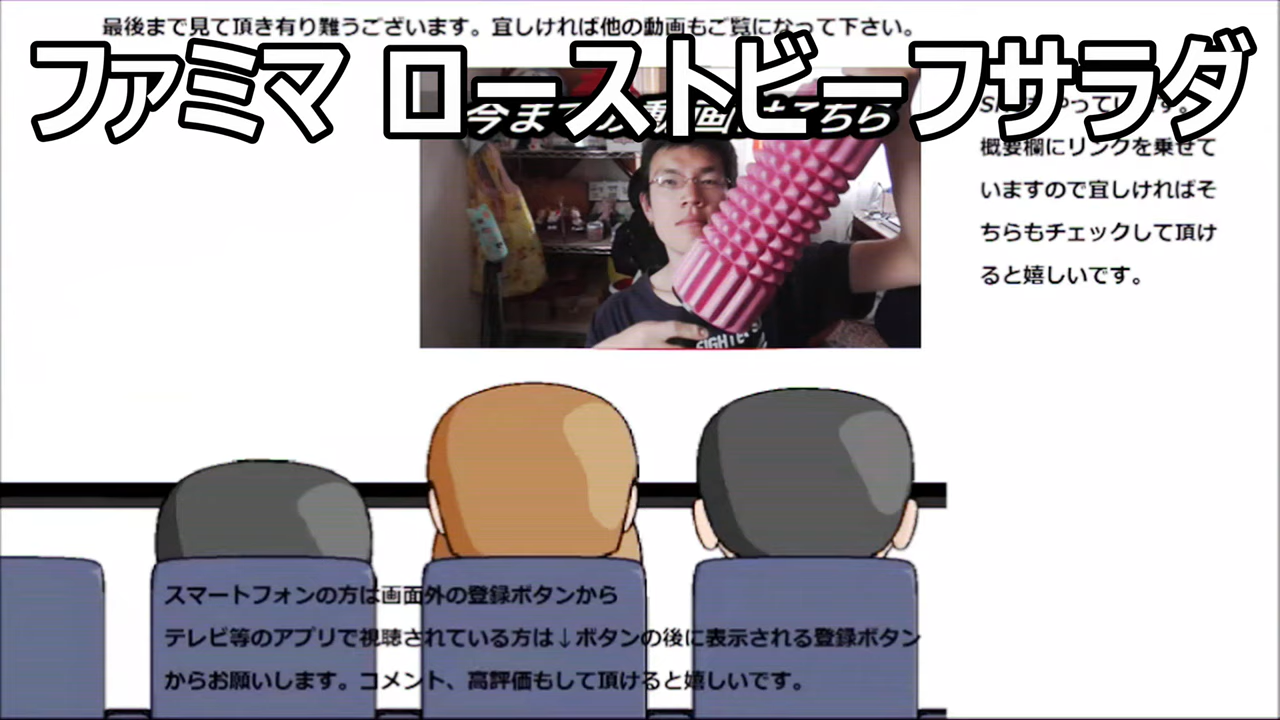 最後まで見て頂き有り難うございます。宜しければ他の動画もご覧になって下さい。
ファミマ ローストビーフサラダ
今まで 動画 こちら
概要欄にリンクを乗せて
いますので宜しければそ
ちらもチェックして頂け
ると嬉しいです。
スマートフォンの方は画面外の登録ボタンから
テレビ等のアプリで視聴されている方は↓ボタンの後に表示される登録ボタン
からお願いします。コメント、高評価もして頂けると嬉しいです。